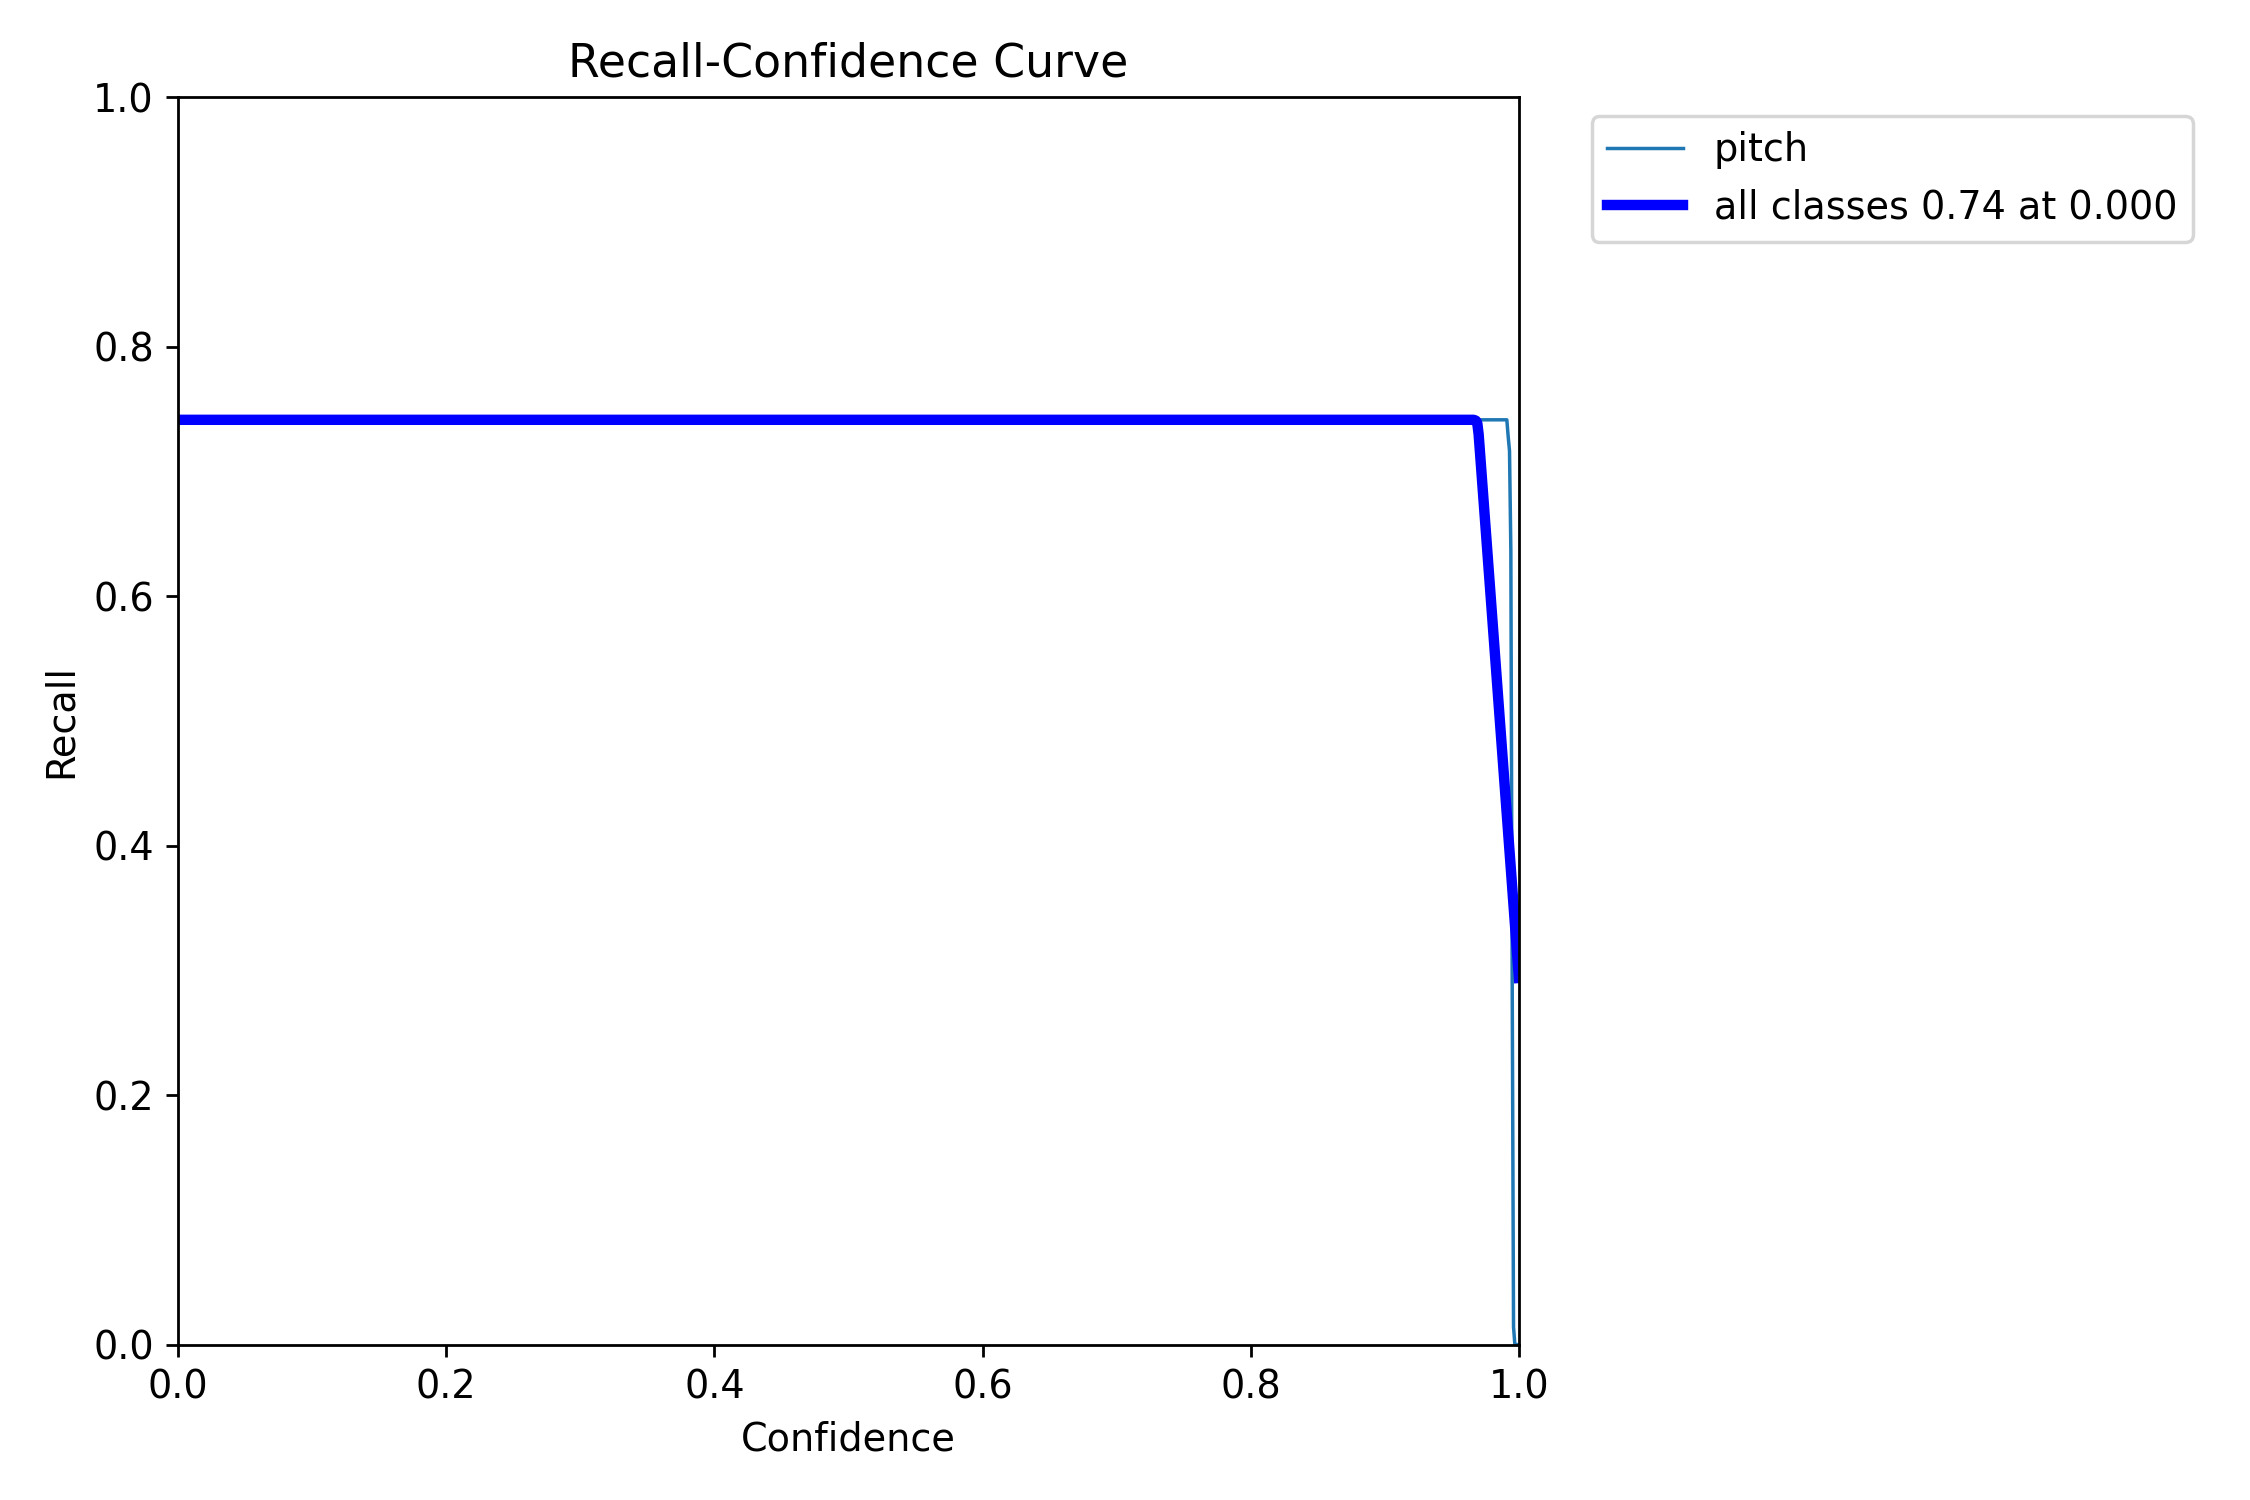 Recall-Confidence Curve
1.0
0.8
0.6
0.4
0.2
0.0
Recall
0.0 0.2 0.4 0.6 0.8 1.0
Confidence
pitch
all classes 0.74 at 0.000